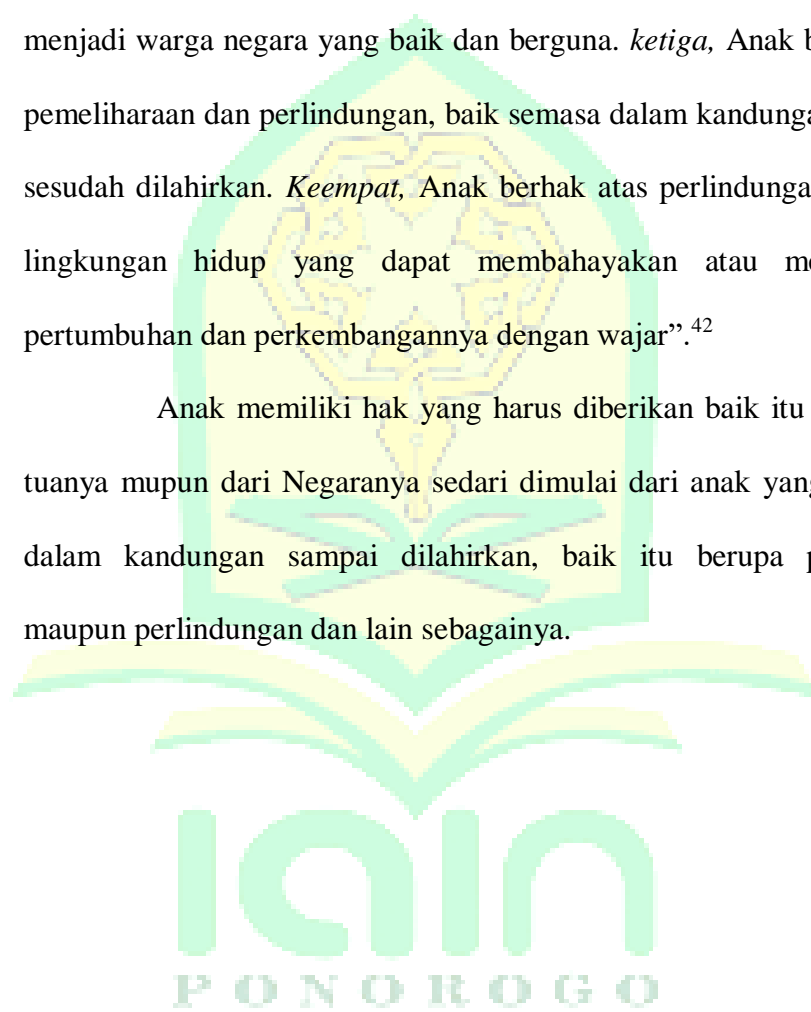 menjadi warga negara yang baik dan berguna. ketiga, Anak b
pemeliharaan dan perlindungan, baik semasa dalam kandunga
sesudah dilahirkan. Keempat, Anak berhak atas perlindunga
lingkungan hidup yang dapat membahayakan atau me
pertumbuhan dan perkembangannya dengan wajar”.42
Anak memiliki hak yang harus diberikan baik itu
tuanya mupun dari Negaranya sedari dimulai dari anak yang
dalam kandungan sampai dilahirkan, baik itu berupa p
maupun perlindungan dan lain sebagainya.
IAIN
PONOROGO